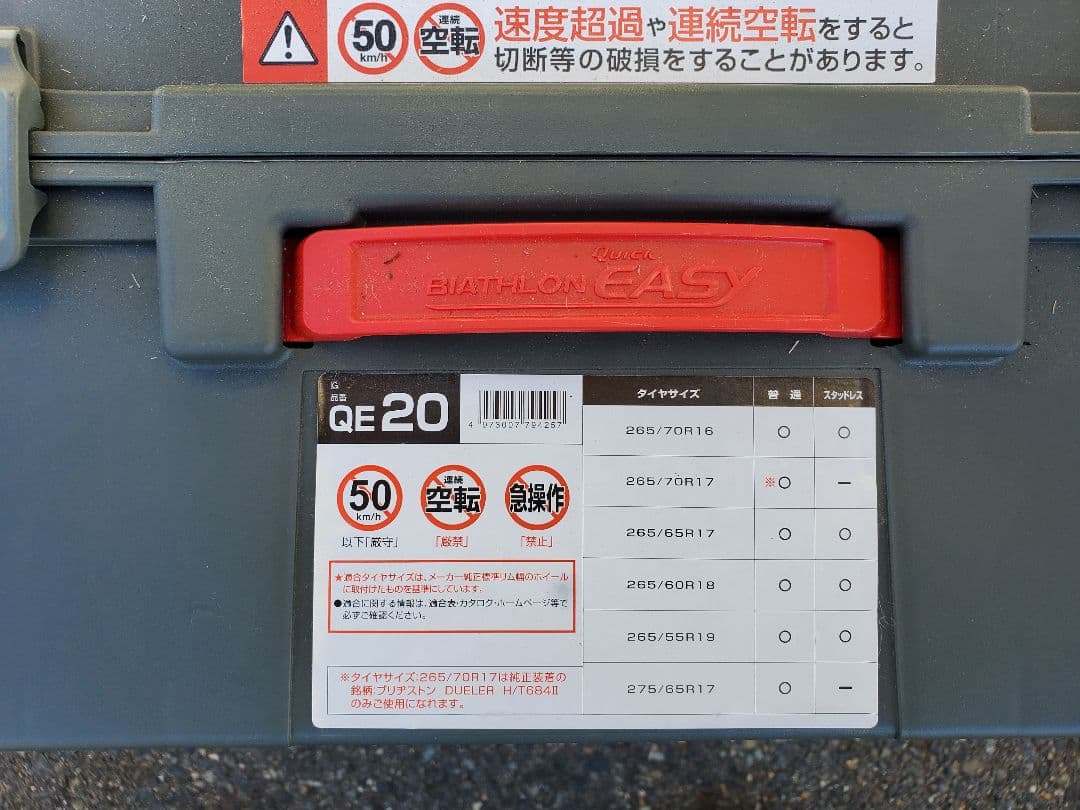 50 km/h
連続
空転
速度超過や連続空転をすると
切断等の破損をすることがあります。
QUICK
BIATHLON EASY
IG
品番
QE20
4 973007 794257
50 km/h
連続
空転
急操作
以下「厳守」
「厳禁」
「禁止」
★適合タイヤサイズは、メーカー純正標準リム幅のホイール
に取付けたものを基準にしています。
●適合に関する情報は、適合表・カタログ・ホームページ等で
必ずご確認ください。
※タイヤサイズ:265/70R17は純正装着の
銘柄:ブリヂストン DUELER H/T684Ⅱ
のみご使用になれます。
タイヤサイズ 普通 スタッドレス
265/70R16 ○ ○
265/70R17 ※○ ―
265/65R17 ○ ○
265/60R18 ○ ○
265/55R19 ○ ○
275/65R17 ○ ―